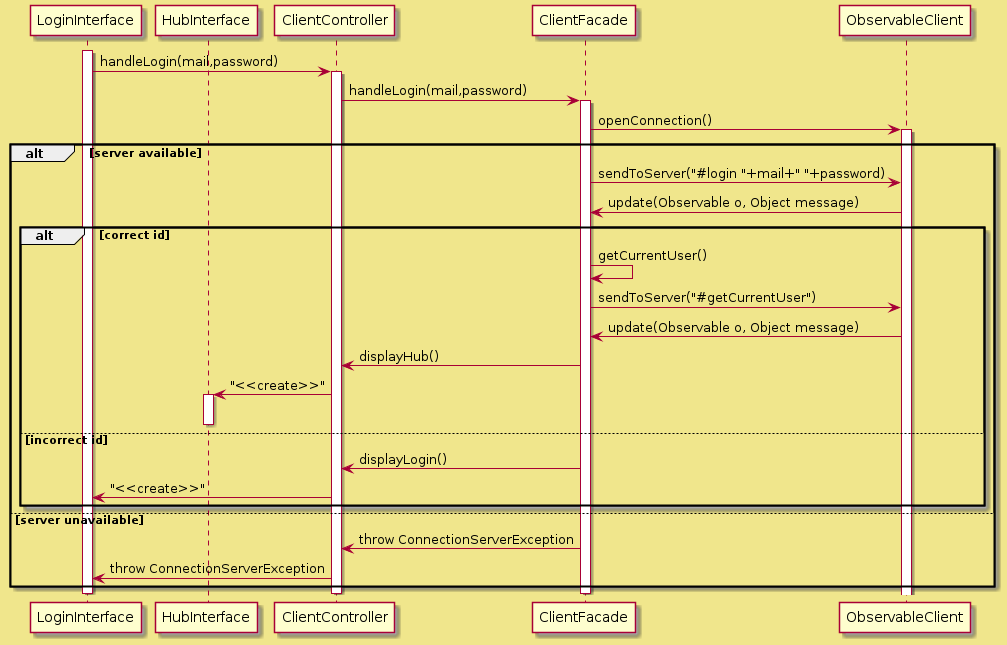 LoginInterface HubInterface ClientController ClientFacade ObservableClient
handleLogin(mail,password)
handleLogin(mail,password)
openConnection()
alt [server available]
sendToServer("#login "+mail+" "+password)
update(Observable o, Object message)
alt [correct id]
getCurrentUser()
sendToServer("#getCurrentUser")
update(Observable o, Object message)
displayHub()
"<<create>>"
[incorrect id]
displayLogin()
"<<create>>"
[server unavailable]
throw ConnectionServerException
throw ConnectionServerException
LoginInterface HubInterface ClientController ClientFacade ObservableClient